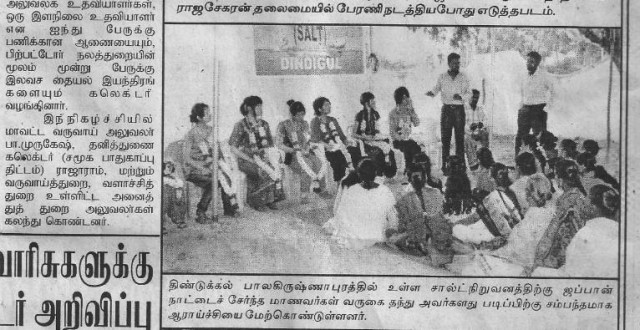 அலுவலக உதவியாளர்கள்,
ஒரு இளநிலை உதவியாளர்
என ஐந்து பேருக்கு
பணிக்கான ஆணையையும்,
பிற்பட்டோர் நலத்துறையின்
மூலம் மூன்று பேருக்கு
இலவச தையல் இயந்திரங்
களையும் கலெக்டர்
வழங்கினார்.
இந்நிகழ்ச்சியில்
மாவட்ட வருவாய் அலுவலர்
பா.முருகேஷ், தனித்துணை
கலெக்டர் (சமூக பாதுகாப்பு
திட்டம்) ராஜாராம், மற்றும்
வருவாய்த்துறை, வளர்ச்சித்
துறை உள்ளிட்ட அனைத்
துத் துறை அலுவலர்கள்
கலந்து கொண்டனர்.
வாரிசுகளுக்கு
டர் அறிவிப்பு
ராஜசேகரன் தலைமையில் பேரணி நடத்தியபோது எடுத்தபடம்.
(SALT)
DINDIGUL
திண்டுக்கல் பாலகிருஷ்ணாபுரத்தில் உள்ள சால்ட்நிறுவனத்திற்கு ஜப்பான்
நாட்டைச் சேர்ந்த மாணவர்கள் வருகை தந்து அவர்களது படிப்பிற்கு சம்பந்தமாக
ஆராய்ச்சியை மேற்கொண்டுள்ளனர்.